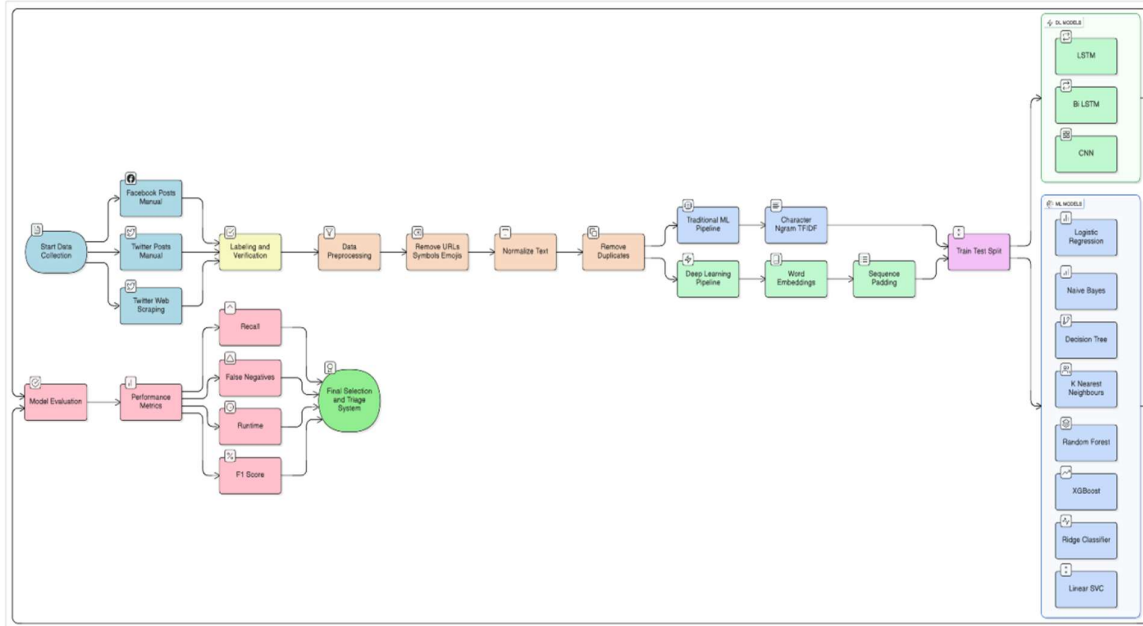 DL MODELS
LSTM
Bi LSTM
CNN
Facebook Posts
Manual
Start Data
Collection
Twitter Posts
Manual
Twitter Web
Scraping
Labeling and
Verification
Data
Preprocessing
Remove URLs
Symbols Emojis
Normalize Text
Remove
Duplicates
Traditional ML
Pipeline
Character
Ngram TFIDF
Deep Learning
Pipeline
Word
Embeddings
Sequence
Padding
Train Test Split
ML MODELS
Logistic
Regression
Naive Bayes
Decision Tree
K Nearest
Neighbours
Random Forest
XGBoost
Ridge Classifier
Linear SVC
Model Evaluation
Performance
Metrics
Recall
False Negatives
Runtime
F1 Score
Final Selection
and Triage
System